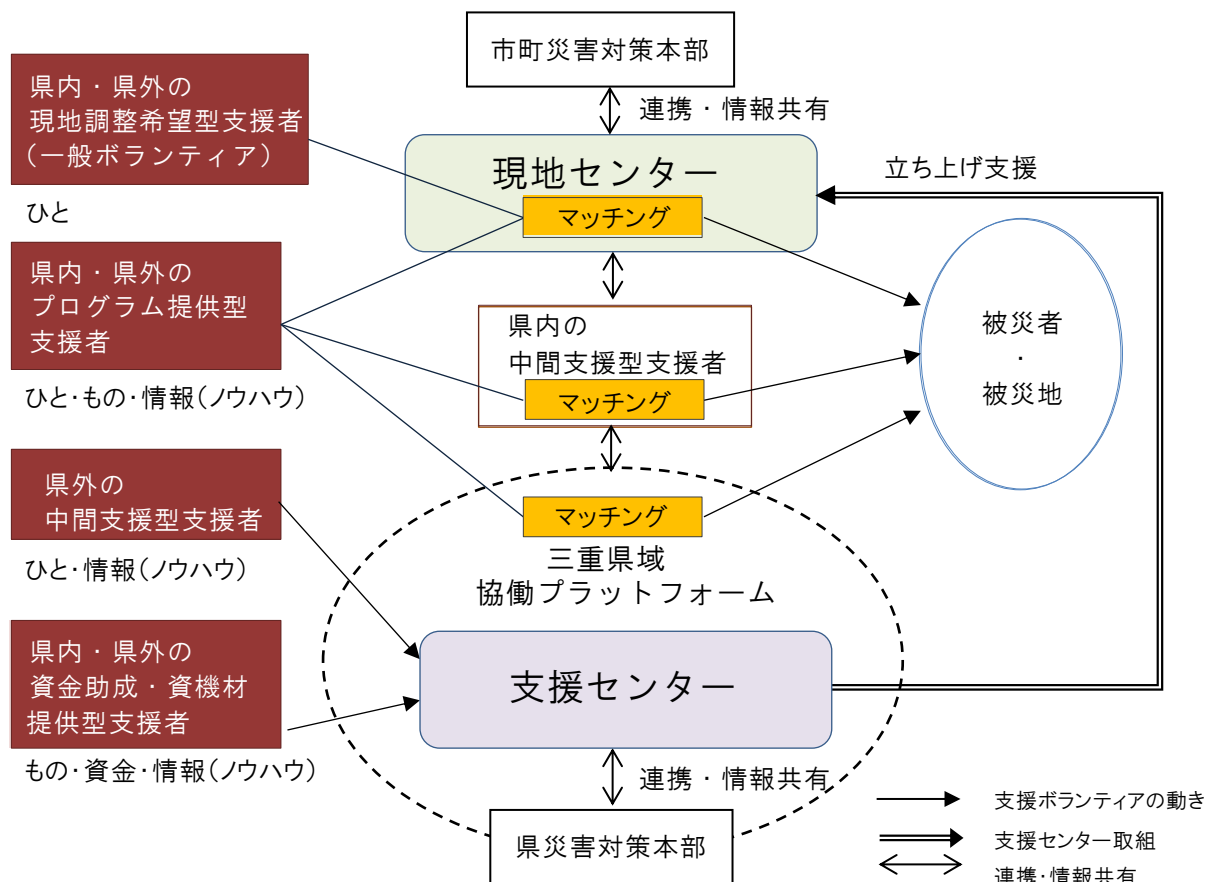 市町災害対策本部
連携・情報共有
県内・県外の
現地調整希望型支援者
(一般ボランティア)
ひと
現地センター
マッチング
立ち上げ支援
県内・県外の
プログラム提供型
支援者
ひと・もの・情報(ノウハウ)
県内の
中間支援型支援者
マッチング
被災者
・
被災地
県外の
中間支援型支援者
ひと・情報(ノウハウ)
マッチング
三重県域
協働プラットフォーム
県内・県外の
資金助成・資機材
提供型支援者
もの・資金・情報(ノウハウ)
支援センター
連携・情報共有
県災害対策本部
支援ボランティアの動き
支援センター取組
連携・情報共有